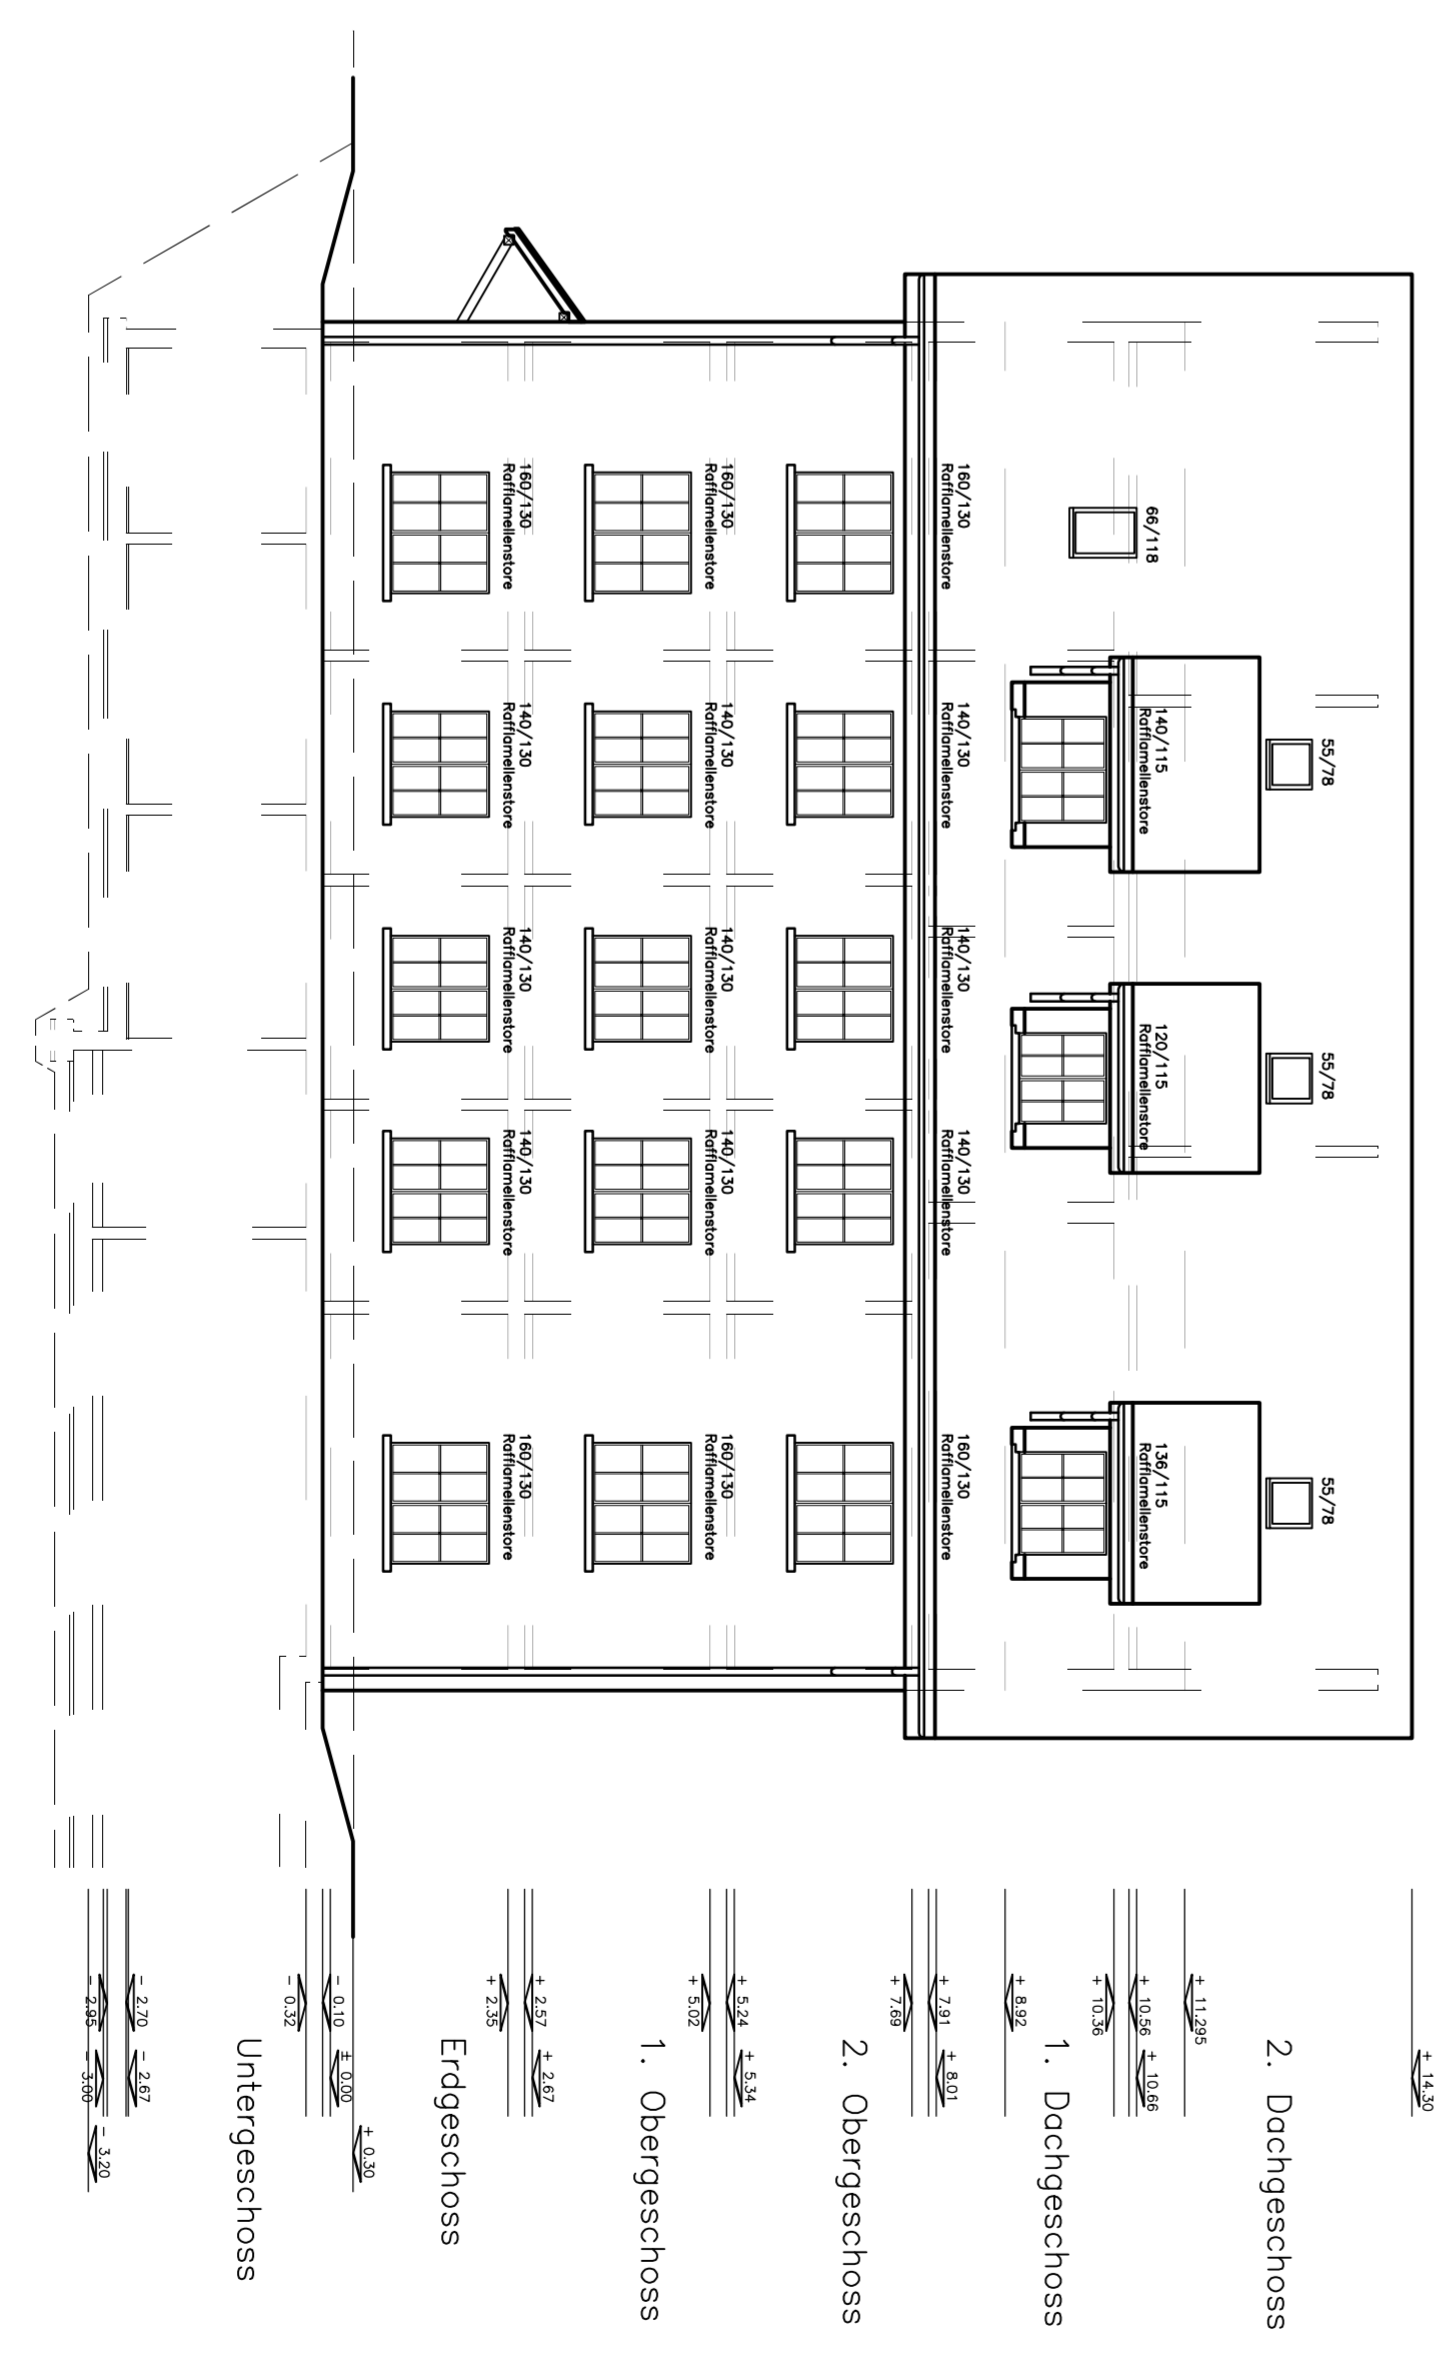 55/78
55/78
55/78
66/118
140/115
Rafflamellenstore
120/115
Rafflamellenstore
136/115
Rafflamellenstore
160/130
Rafflamellenstore
140/130
Rafflamellenstore
140/130
Rafflamellenstore
140/130
Rafflamellenstore
160/130
Rafflamellenstore
160/130
Rafflamellenstore
140/130
Rafflamellenstore
140/130
Rafflamellenstore
140/130
Rafflamellenstore
160/130
Rafflamellenstore
160/130
Rafflamellenstore
140/130
Rafflamellenstore
140/130
Rafflamellenstore
140/130
Rafflamellenstore
160/130
Rafflamellenstore
+ 14.30
2. Dachgeschoss
+ 11.295
+ 10.66
+ 10.56
+ 10.36
1. Dachgeschoss
+ 8.92
+ 8.01
+ 7.91
+ 7.69
2. Obergeschoss
+ 5.34
+ 5.24
+ 5.02
1. Obergeschoss
+ 2.67
+ 2.57
+ 2.35
Erdgeschoss
+ 0.30
± 0.00
- 0.10
- 0.32
Untergeschoss
- 2.67
- 2.70
- 2.95
- 3.00
- 3.20